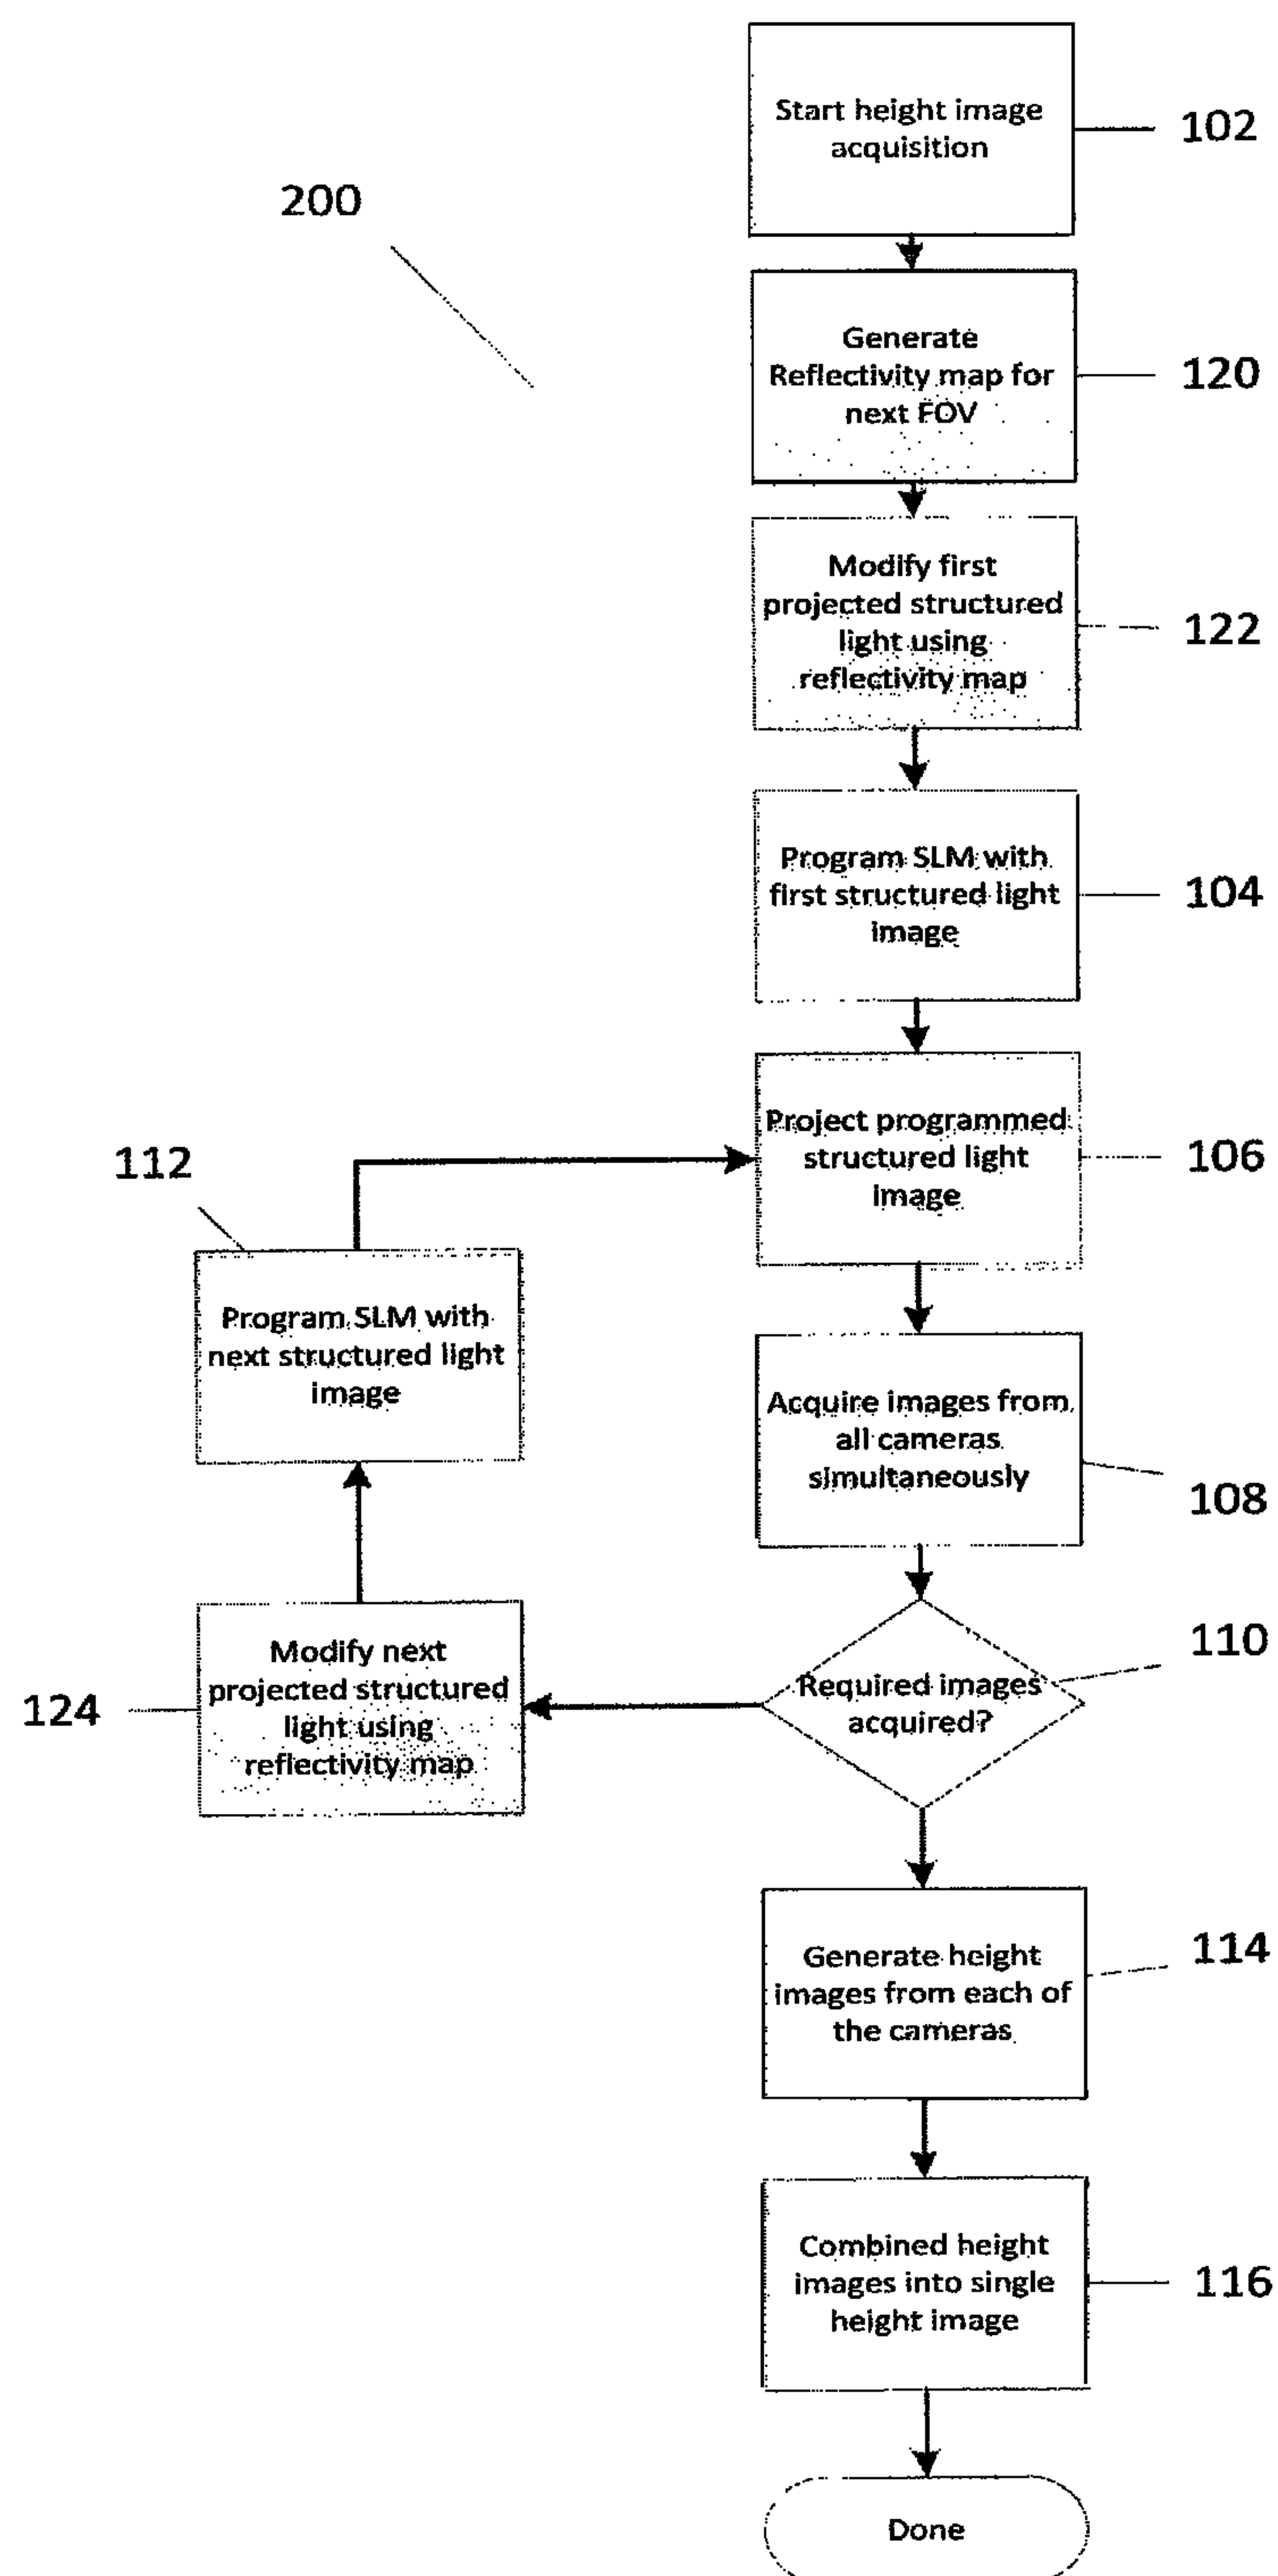 Start height image
acquisition
102
200
Generate
Reflectivity map for
next FOV
120
Modify first
projected structured
light using
reflectivity map
122
Program SLM with
first structured light
image
104
Project programmed
structured light
image
106
112
Program SLM with
next structured light
image
Acquire images from
all cameras
simultaneously
108
Required images
acquired?
110
Modify next
projected structured
light using
reflectivity map
124
Generate height
images from each of
the cameras
114
Combined height
images into single
height image
116
Done